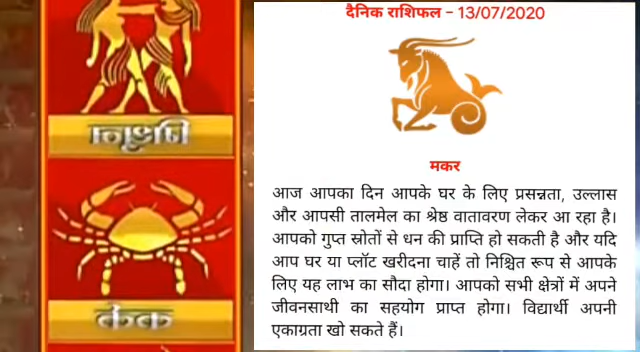 दैनिक राशिफल - 13/07/2020
मकर
आज आपका दिन आपके घर के लिए प्रसन्नता, उल्लास
और आपसी तालमेल का श्रेष्ठ वातावरण लेकर आ रहा है।
आपको गुप्त स्रोतों से धन की प्राप्ति हो सकती है और यदि
आप घर या प्लॉट खरीदना चाहें तो निश्चित रूप से आपके
लिए यह लाभ का सौदा होगा। आपको सभी क्षेत्रों में अपने
जीवनसाथी का सहयोग प्राप्त होगा। विद्यार्थी अपनी
एकाग्रता खो सकते हैं।